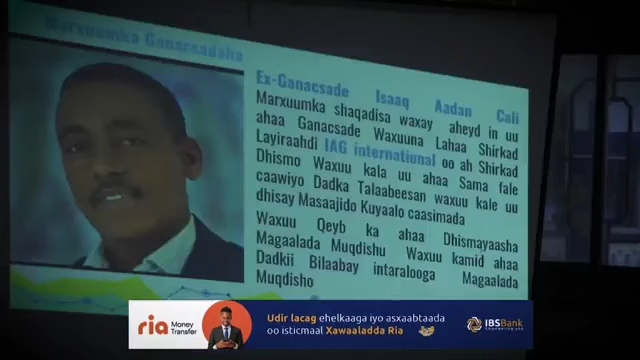 Marxuumka Ganacsadaha
Ex-Ganacsade Isaaq Aadan Cali
Marxuumka shaqadisa waxay aheyd in uu
ahaa Ganacsade Waxuuna Lahaa Shirkad
Layiraahdi IAG international oo ah Shirkad
Dhismo Waxuu kala uu ahaa Sama fale
caawiyo Dadka Talaabeesan waxuu kale uu
dhisay Masaajido Kuyaalo caasimada
Waxuu Qeyb ka ahaa Dhismayaasha
Magaalada Muqdishu Waxuu kamid ahaa
Dadkii Bilaabay intaralooga Magaalada
Muqdisho
ria Money Transfer
Udir lacag ehelkaaga iyo asxaabtaada
oo isticmaal Xawaaladda Ria
IBSBank